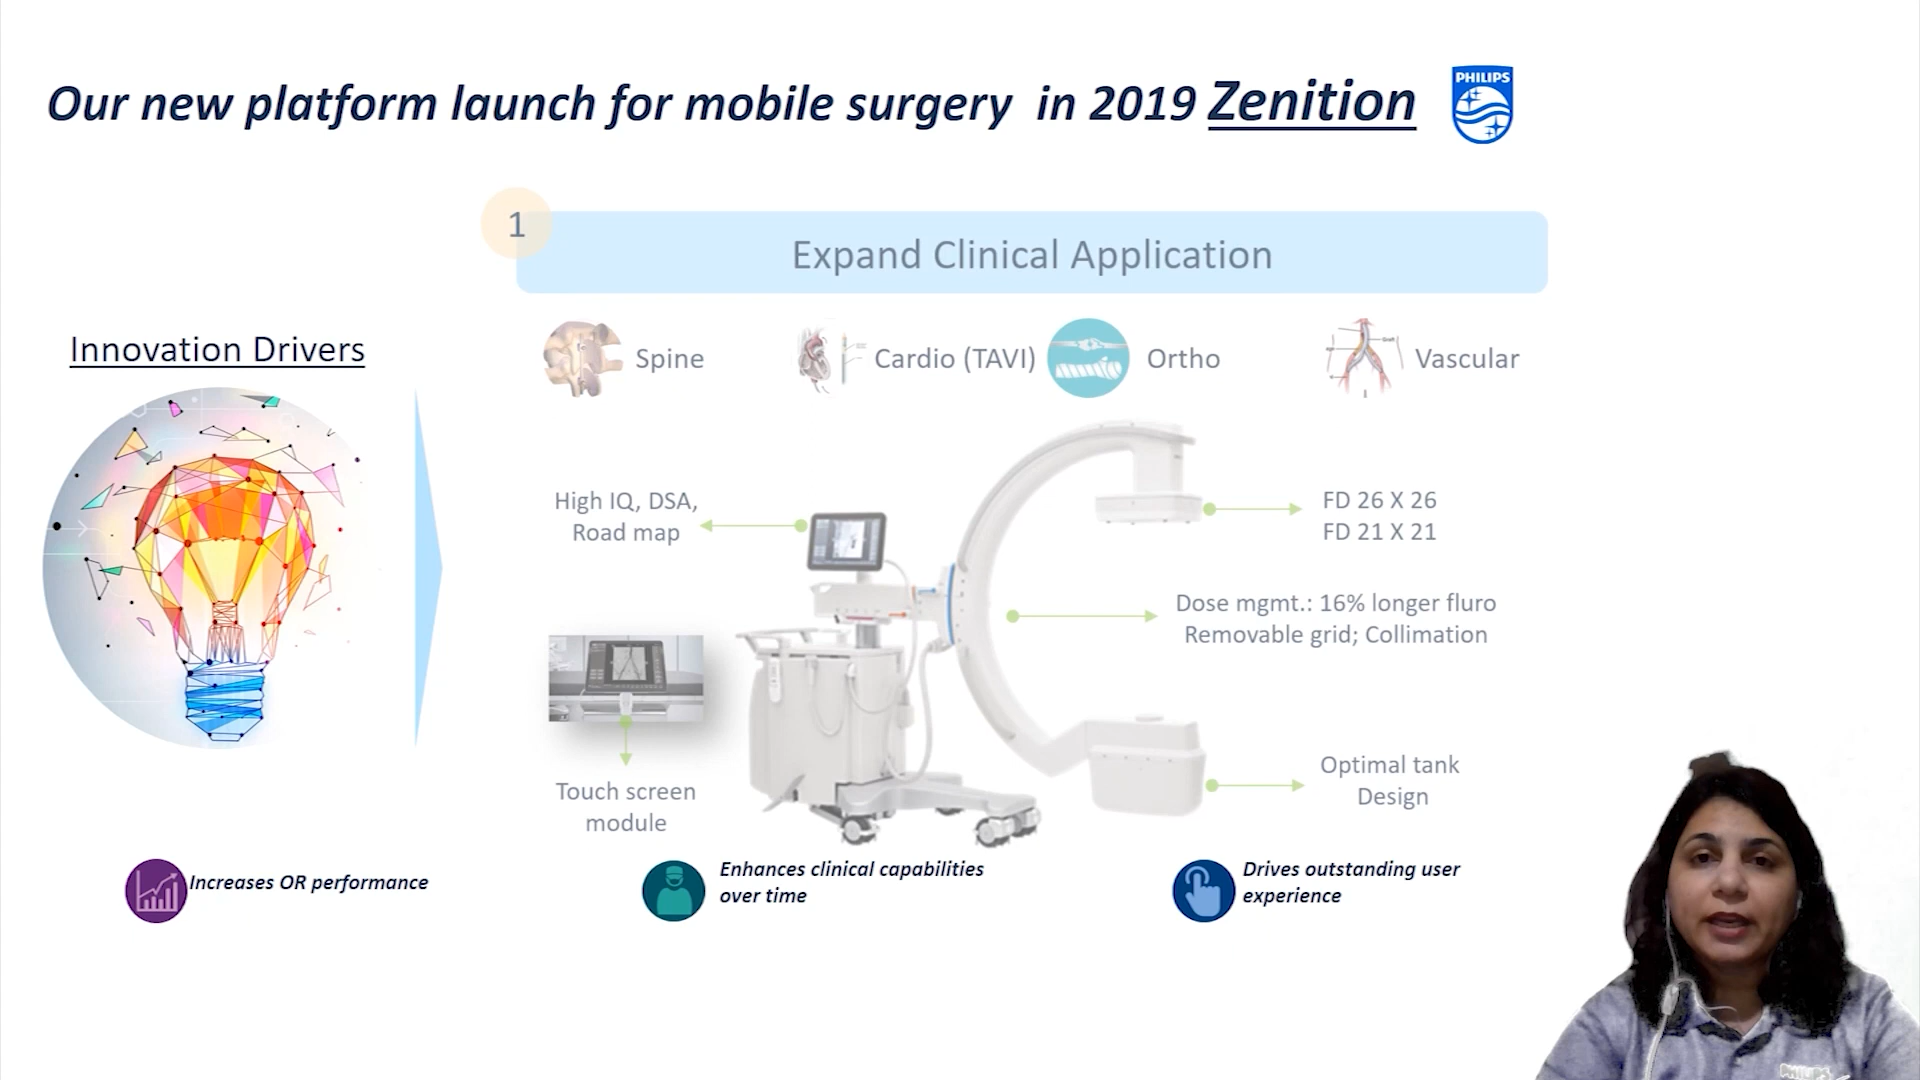 Our new platform launch for mobile surgery in 2019 Zenition
PHILIPS
1
Expand Clinical Application
Innovation Drivers
Spine
Cardio (TAVI)
Ortho
Vascular
High IQ, DSA,
Road map
FD 26 X 26
FD 21 X 21
Dose mgmt.: 16% longer fluro
Removable grid; Collimation
Touch screen
module
Optimal tank
Design
Increases OR performance
Enhances clinical capabilities
over time
Drives outstanding user
experience
PHILIPS